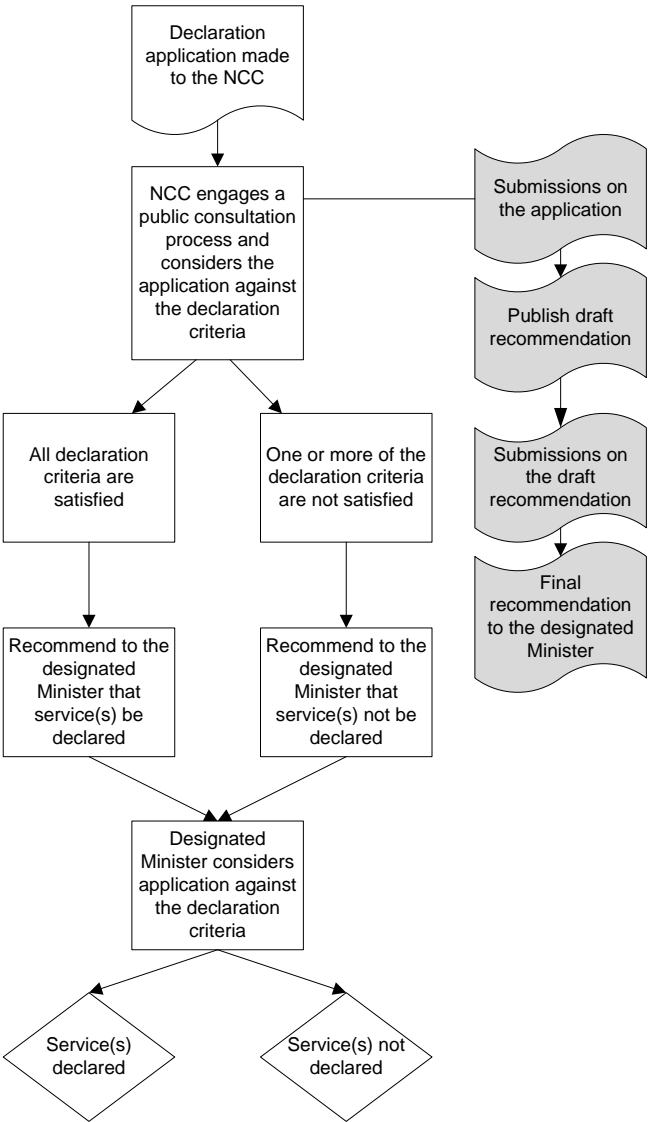 Declaration
application made
to the NCC
NCC engages a
public consultation
process and
considers the
application against
the declaration
criteria
Submissions on
the application
Publish draft
recommendation
Submissions on
the draft
recommendation
Final
recommendation
to the designated
Minister
All declaration
criteria are
satisfied
One or more of the
declaration criteria
are not satisfied
Recommend to the
designated
Minister that
service(s) be
declared
Recommend to the
designated
Minister that
service(s) not be
declared
Designated
Minister considers
application against
the declaration
criteria
Service(s)
declared
Service(s) not
declared